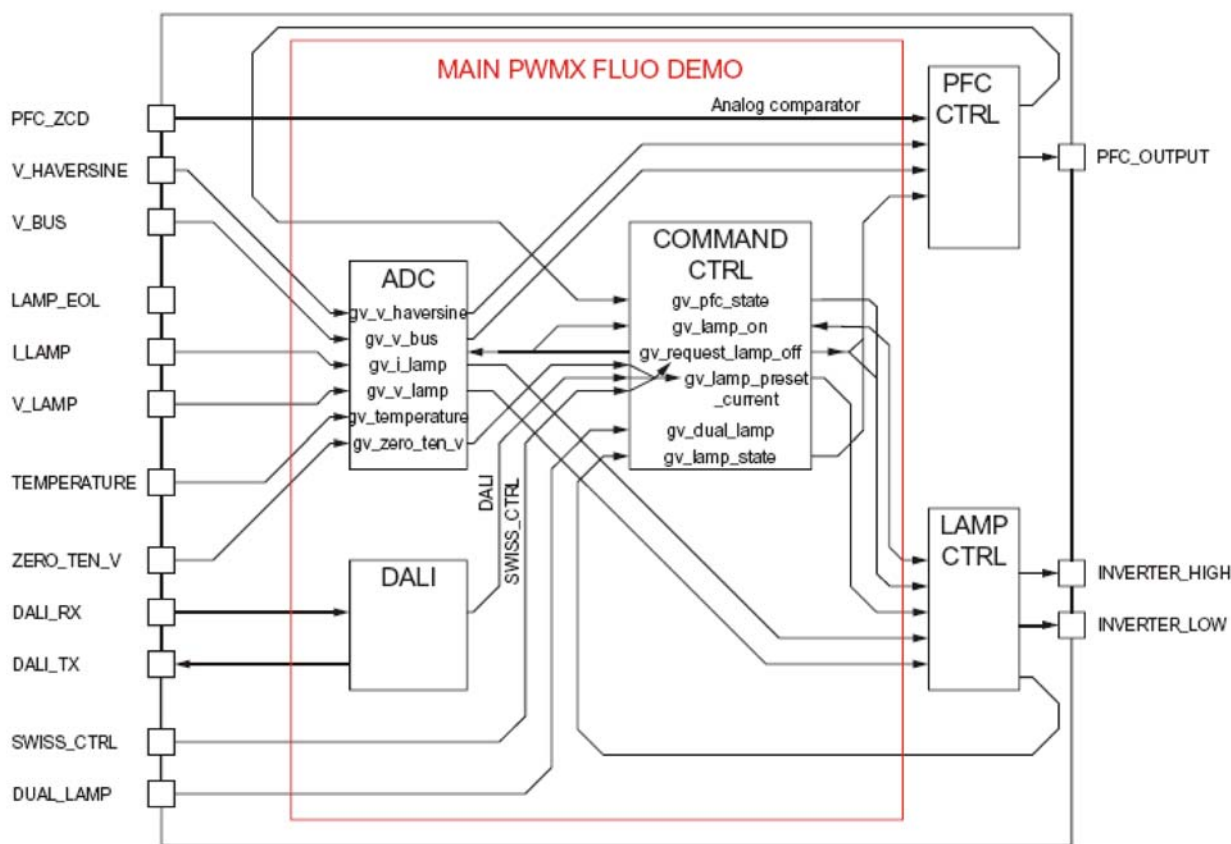 MAIN PWMX FLUO DEMO
PFC
CTRL
Analog comparator
PFC_ZCD
V_HAVERSINE
PFC_OUTPUT
V_BUS
COMMAND
CTRL
ADC
LAMP_EOL
gv_v_haversine
gv_pfc_state
gv_v_bus
gv_lamp_on
I_LAMP
gv_i_lamp
gv_request_lamp_off
gv_v_lamp
gv_lamp_preset
_current
V_LAMP
gv_temperature
gv_zero_ten_v
gv_dual_lamp
gv_lamp_state
TEMPERATURE
DALI
SWISS_CTRL
LAMP
CTRL
ZERO_TEN_V
DALI
INVERTER_HIGH
DALI_RX
INVERTER_LOW
DALI_TX
SWISS_CTRL
DUAL_LAMP